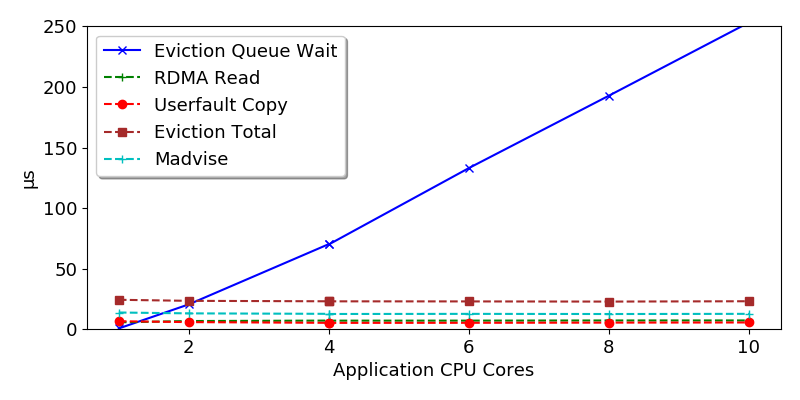 250
200
150
100
50
0
μs
Eviction Queue Wait
RDMA Read
Userfault Copy
Eviction Total
Madvise
2 4 6 8 10
Application CPU Cores